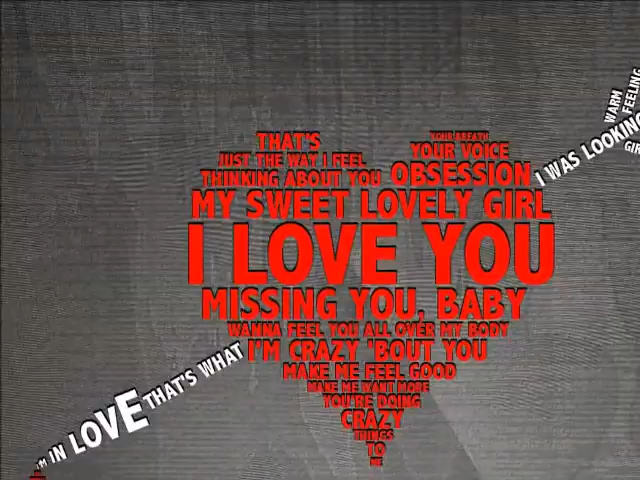 WARM
FEELING
I WAS LOOKING
GIR
THAT'S
JUST THE WAY I FEEL
THINKING ABOUT YOU
YOUR BREATH
YOUR VOICE
OBSESSION
MY SWEET LOVELY GIRL
I LOVE YOU
MISSING YOU, BABY
WANNA FEEL YOU ALL OVER MY BODY
I'M CRAZY 'BOUT YOU
MAKE ME FEEL GOOD
MAKE ME WANT MORE
YOU'RE DOING
CRAZY
THINGS
TO
ME
I'M IN LOVE THAT'S WHAT